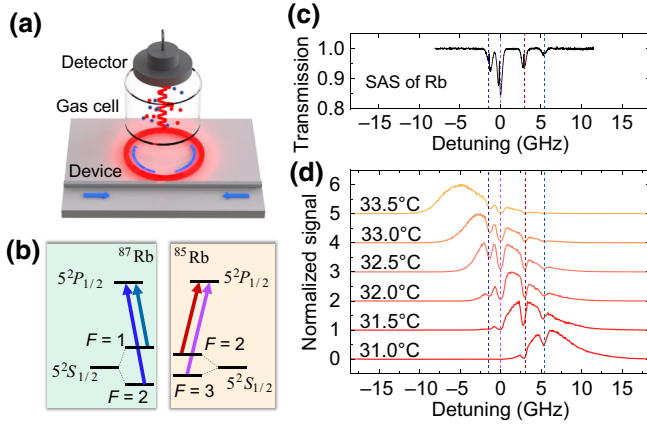 (a)
Detector
Gas cell
Device
(b)
⁸⁷Rb
5²P₁/₂
F = 1
5²S₁/₂
F = 2
⁸⁵Rb
5²P₁/₂
F = 2
F = 3
5²S₁/₂
(c)
Transmission
1.0
0.9
0.8
SAS of Rb
−15 −10 −5 0 5 10 15
Detuning (GHz)
(d)
Normalized signal
6
5
4
3
2
1
0
33.5°C
33.0°C
32.5°C
32.0°C
31.5°C
31.0°C
−15 −10 −5 0 5 10 15
Detuning (GHz)